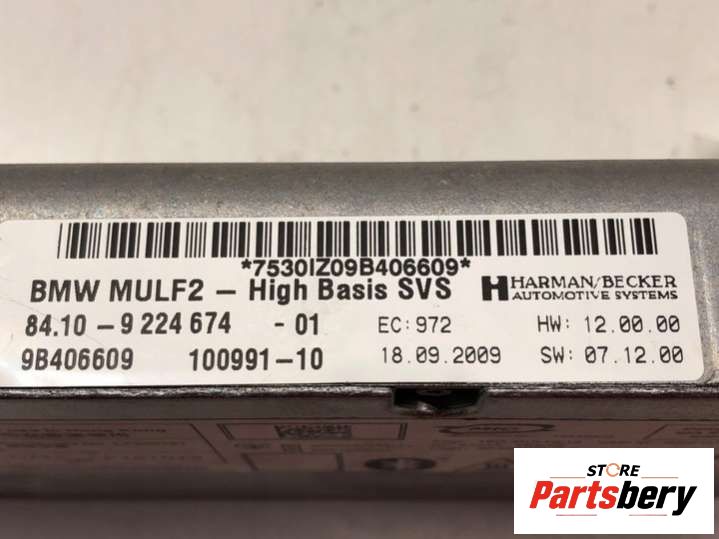 *7530IZ09B406609*
BMW MULF2 – High Basis SVS
HARMAN/BECKER
AUTOMOTIVE SYSTEMS
84.10 – 9 224 674 - 01 EC: 972 HW: 12.00.00
9B406609 100991–10 18.09.2009 SW: 07.12.00
STORE
Partsbery